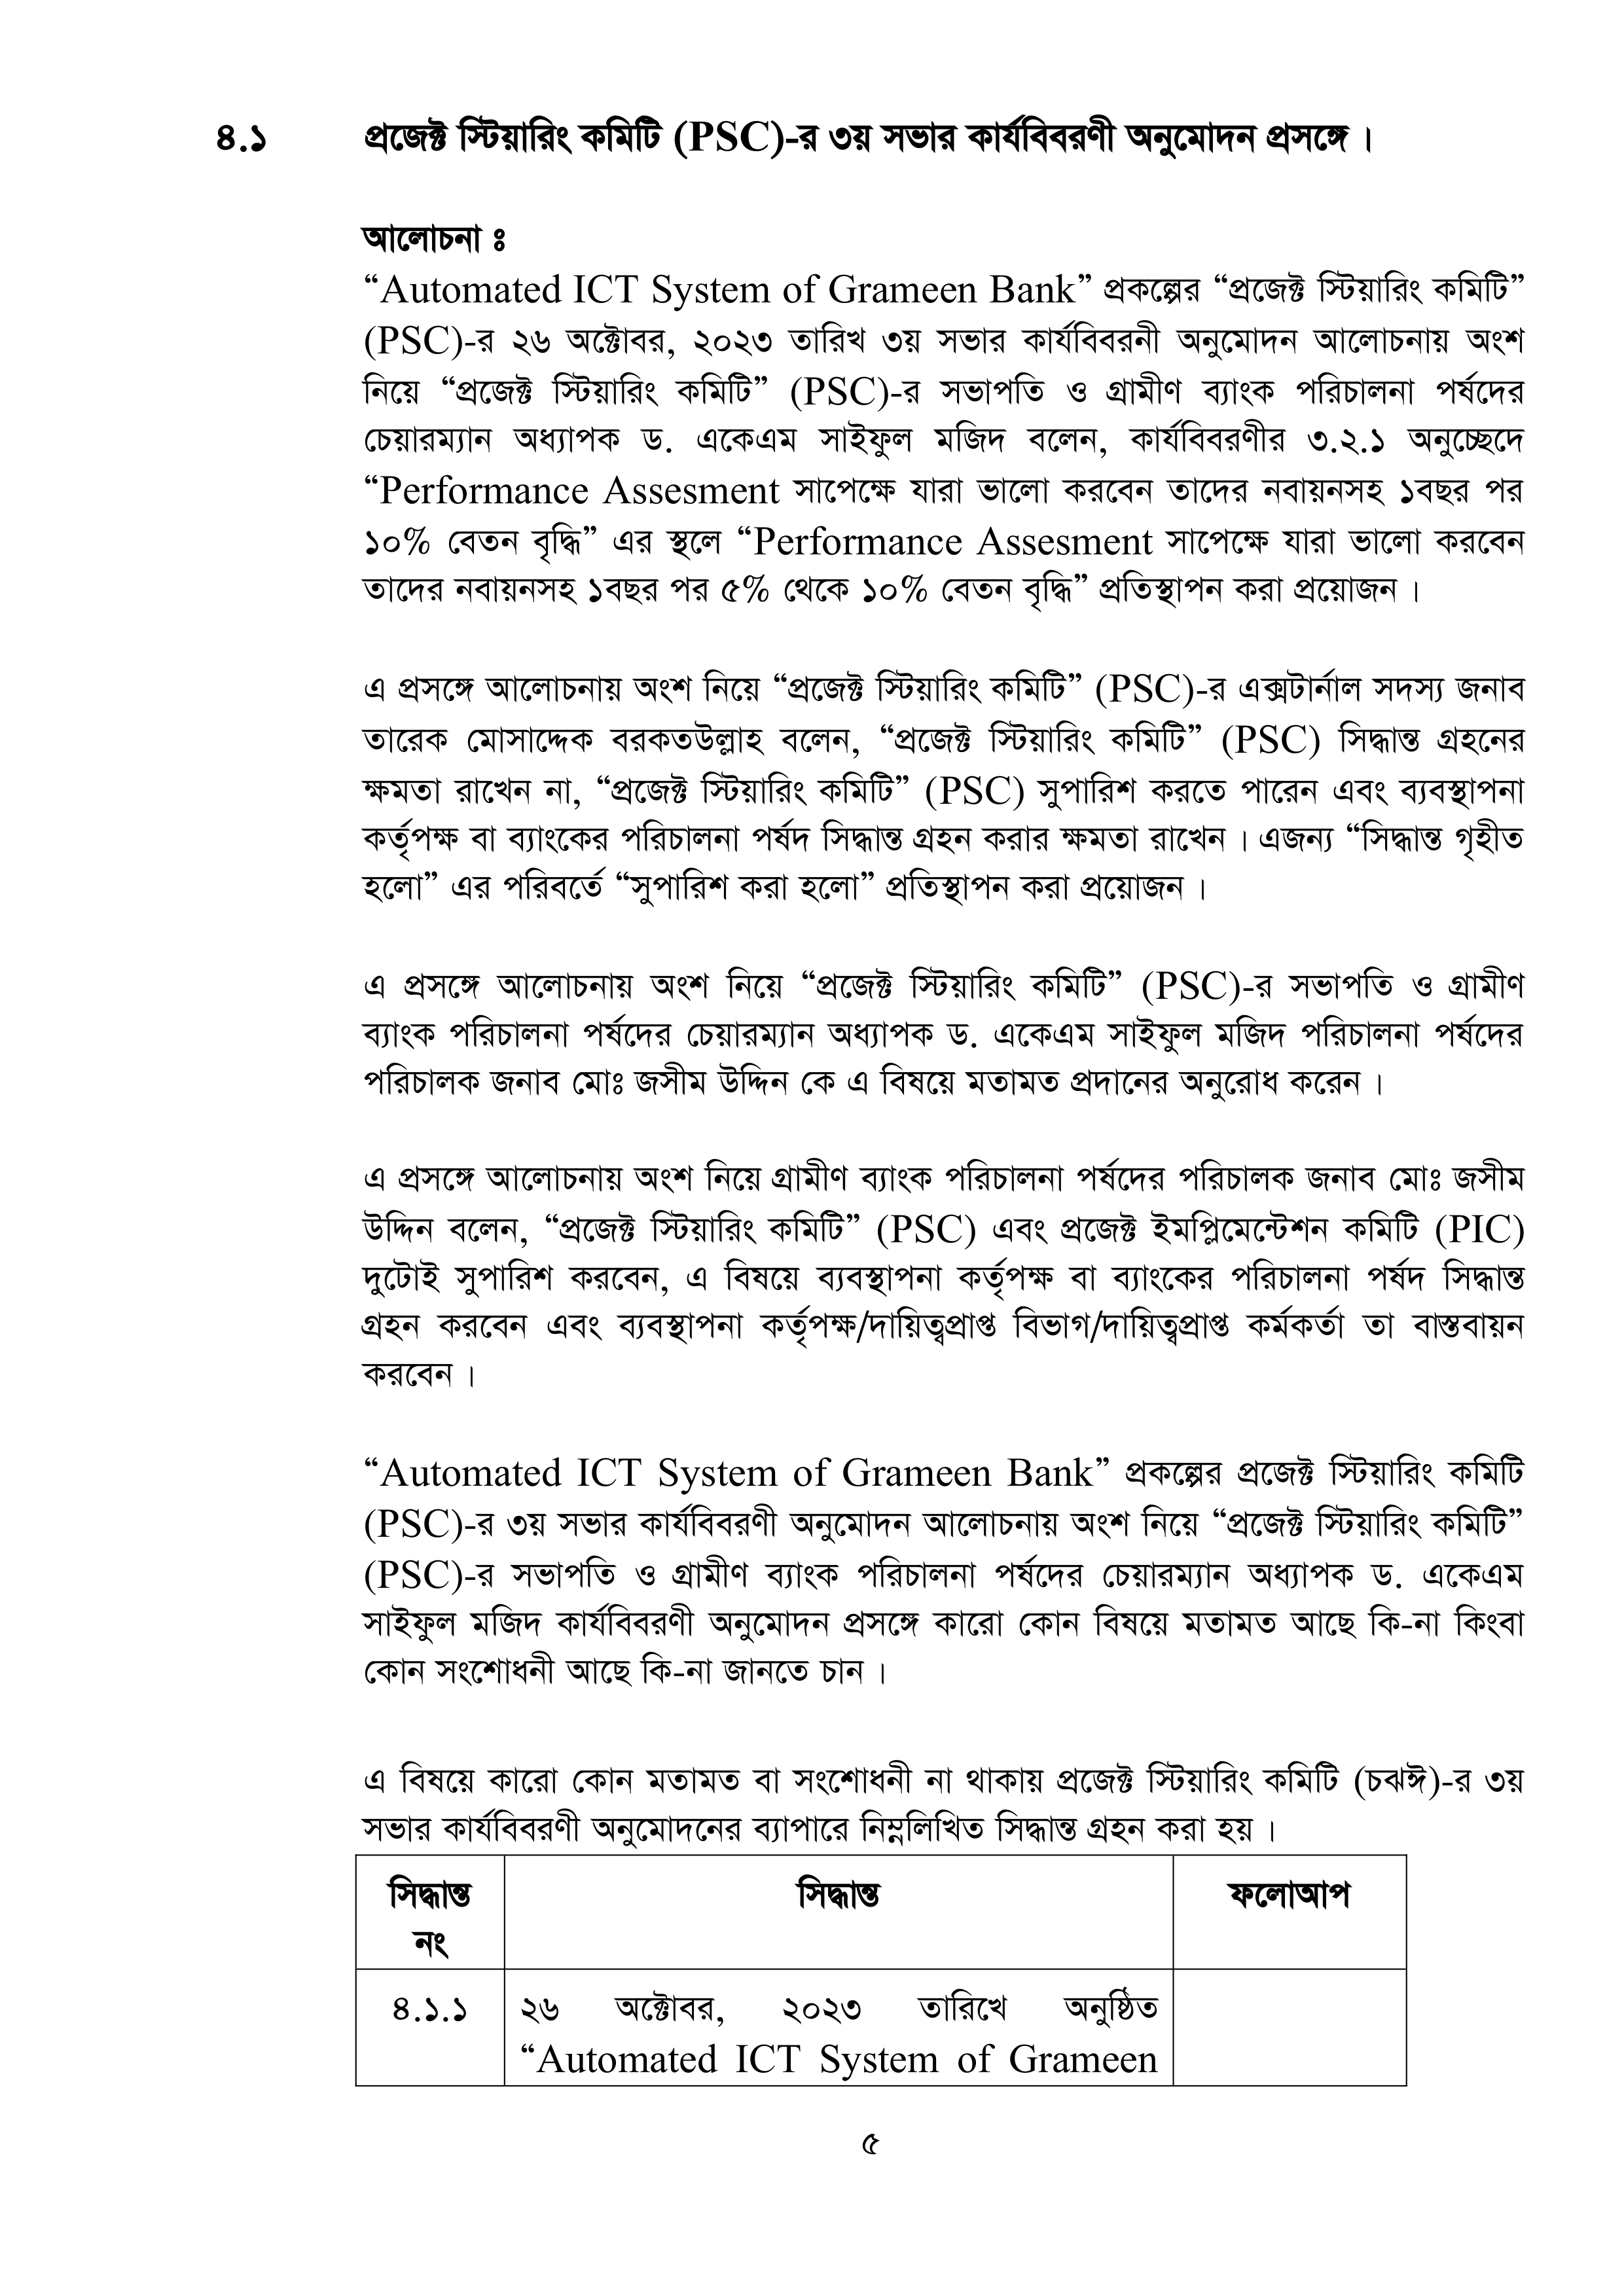 ৪.১ প্রজেক্ট স্টিয়ারিং কমিটি (PSC)-র ৩য় সভার কার্যবিবরণী অনুমোদন প্রসঙ্গে।
আলোচনা ঃ
“Automated ICT System of Grameen Bank” প্রকল্পের “প্রজেক্ট স্টিয়ারিং কমিটি”
(PSC)-র ২৬ অক্টোবর, ২০২৩ তারিখ ৩য় সভার কার্যবিবরনী অনুমোদন আলোচনায় অংশ
নিয়ে “প্রজেক্ট স্টিয়ারিং কমিটি” (PSC)-র সভাপতি ও গ্রামীণ ব্যাংক পরিচালনা পর্ষদের
চেয়ারম্যান অধ্যাপক ড. একেএম সাইফুল মজিদ বলেন, কার্যবিবরণীর ৩.২.১ অনুচ্ছেদে
“Performance Assesment সাপেক্ষে যারা ভালো করবেন তাদের নবায়নসহ ১বছর পর
১০% বেতন বৃদ্ধি” এর স্থলে “Performance Assesment সাপেক্ষে যারা ভালো করবেন
তাদের নবায়নসহ ১বছর পর ৫% থেকে ১০% বেতন বৃদ্ধি” প্রতিস্থাপন করা প্রয়োজন।
এ প্রসঙ্গে আলোচনায় অংশ নিয়ে “প্রজেক্ট স্টিয়ারিং কমিটি” (PSC)-র এক্সটার্নাল সদস্য জনাব
তারেক মোসাদ্দেক বরকতউল্লাহ বলেন, “প্রজেক্ট স্টিয়ারিং কমিটি” (PSC) সিদ্ধান্ত গ্রহনের
ক্ষমতা রাখেন না, “প্রজেক্ট স্টিয়ারিং কমিটি” (PSC) সুপারিশ করতে পারেন এবং ব্যবস্থাপনা
কর্তৃপক্ষ বা ব্যাংকের পরিচালনা পর্ষদ সিদ্ধান্ত গ্রহন করার ক্ষমতা রাখেন। এজন্য “সিদ্ধান্ত গৃহীত
হলো” এর পরিবর্তে “সুপারিশ করা হলো” প্রতিস্থাপন করা প্রয়োজন।
এ প্রসঙ্গে আলোচনায় অংশ নিয়ে “প্রজেক্ট স্টিয়ারিং কমিটি” (PSC)-র সভাপতি ও গ্রামীণ
ব্যাংক পরিচালনা পর্ষদের চেয়ারম্যান অধ্যাপক ড. একেএম সাইফুল মজিদ পরিচালনা পর্ষদের
পরিচালক জনাব মোঃ জসীম উদ্দিন কে এ বিষয়ে মতামত প্রদানের অনুরোধ করেন।
এ প্রসঙ্গে আলোচনায় অংশ নিয়ে গ্রামীণ ব্যাংক পরিচালনা পর্ষদের পরিচালক জনাব মোঃ জসীম
উদ্দিন বলেন, “প্রজেক্ট স্টিয়ারিং কমিটি” (PSC) এবং প্রজেক্ট ইমপ্লিমেন্টেশন কমিটি (PIC)
দুটোই সুপারিশ করবেন, এ বিষয়ে ব্যবস্থাপনা কর্তৃপক্ষ বা ব্যাংকের পরিচালনা পর্ষদ সিদ্ধান্ত
গ্রহন করবেন এবং ব্যবস্থাপনা কর্তৃপক্ষ/দায়িত্বপ্রাপ্ত বিভাগ/দায়িত্বপ্রাপ্ত কর্মকর্তা তা বাস্তবায়ন
করবেন।
“Automated ICT System of Grameen Bank” প্রকল্পের প্রজেক্ট স্টিয়ারিং কমিটি
(PSC)-র ৩য় সভার কার্যবিবরণী অনুমোদন আলোচনায় অংশ নিয়ে “প্রজেক্ট স্টিয়ারিং কমিটি”
(PSC)-র সভাপতি ও গ্রামীণ ব্যাংক পরিচালনা পর্ষদের চেয়ারম্যান অধ্যাপক ড. একেএম
সাইফুল মজিদ কার্যবিবরণী অনুমোদন প্রসঙ্গে কারো কোন বিষয়ে মতামত আছে কি-না কিংবা
কোন সংশোধনী আছে কি-না জানতে চান।
এ বিষয়ে কারো কোন মতামত বা সংশোধনী না থাকায় প্রজেক্ট স্টিয়ারিং কমিটি (চঝঈ)-র ৩য়
সভার কার্যবিবরণী অনুমোদনের ব্যাপারে নিম্নলিখিত সিদ্ধান্ত গ্রহন করা হয়।
সিদ্ধান্ত
নং
সিদ্ধান্ত
ফলোআপ
৪.১.১
২৬ অক্টোবর, ২০২৩ তারিখে অনুষ্ঠিত
“Automated ICT System of Grameen
৫